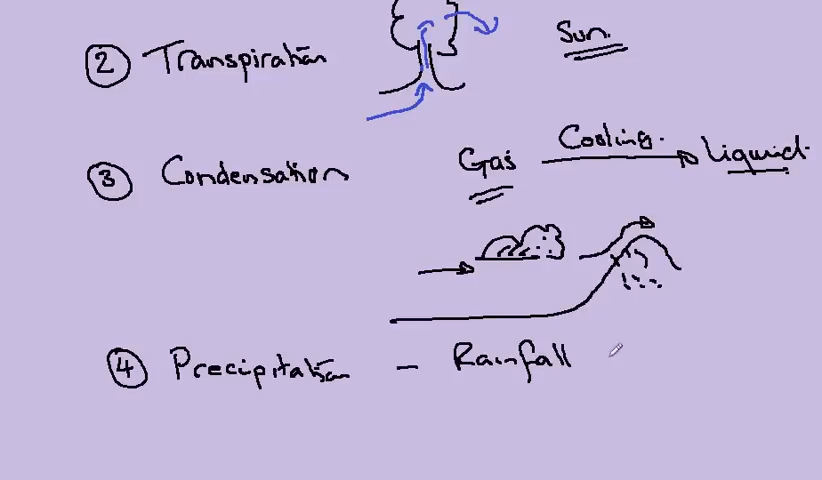 2 Transpiration Sun.
3 Condensation Gas Cooling. Liquid.
4 Precipitation - Rainfall